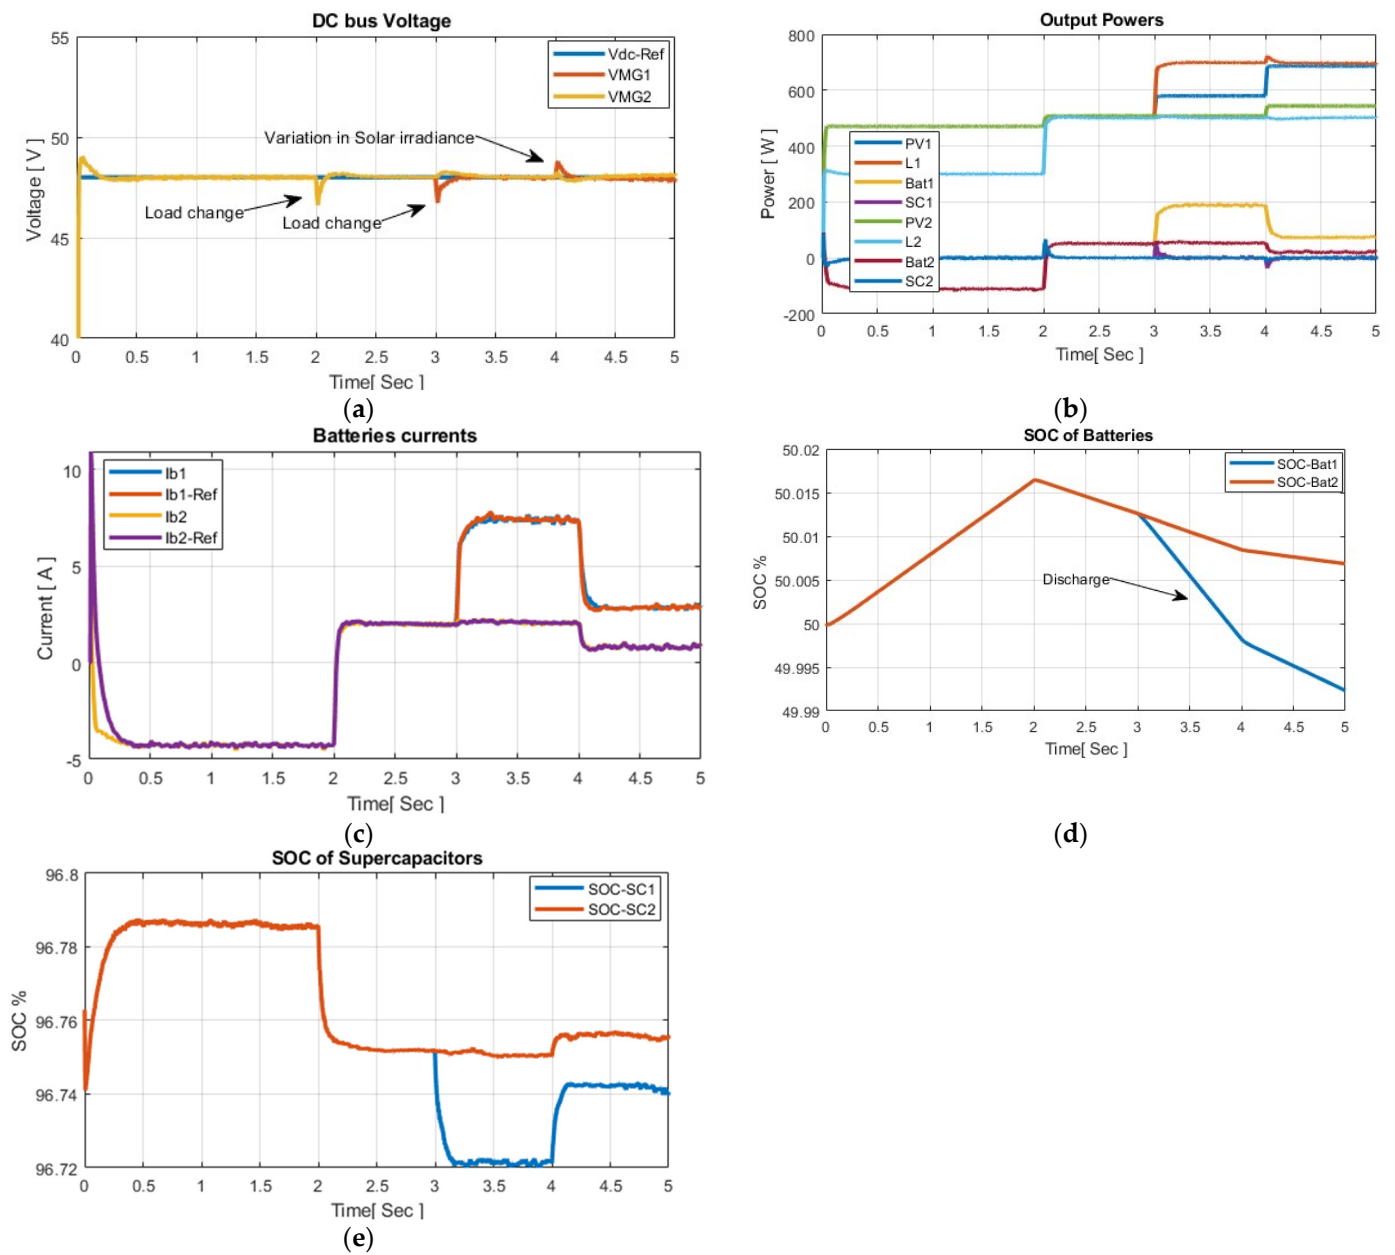 DC bus Voltage
55
50
45
40
Voltage [ V ]
Vdc-Ref
VMG1
VMG2
Variation in Solar irradiance
Load change
Load change
0 0.5 1 1.5 2 2.5 3 3.5 4 4.5 5
Time[ Sec ]
(a)
Output Powers
800
600
400
200
0
-200
Power [ W ]
PV1
L1
Bat1
SC1
PV2
L2
Bat2
SC2
0 0.5 1 1.5 2 2.5 3 3.5 4 4.5 5
Time[ Sec ]
(b)
Batteries currents
10
5
0
-5
Current [ A ]
Ib1
Ib1-Ref
Ib2
Ib2-Ref
0 0.5 1 1.5 2 2.5 3 3.5 4 4.5 5
Time[ Sec ]
(c)
SOC of Batteries
50.02
50.015
50.01
50.005
50
49.995
49.99
SOC %
SOC-Bat1
SOC-Bat2
Discharge
0 0.5 1 1.5 2 2.5 3 3.5 4 4.5 5
Time[ Sec ]
(d)
SOC of Supercapacitors
96.8
96.78
96.76
96.74
96.72
SOC %
SOC-SC1
SOC-SC2
0 0.5 1 1.5 2 2.5 3 3.5 4 4.5 5
Time[ Sec ]
(e)